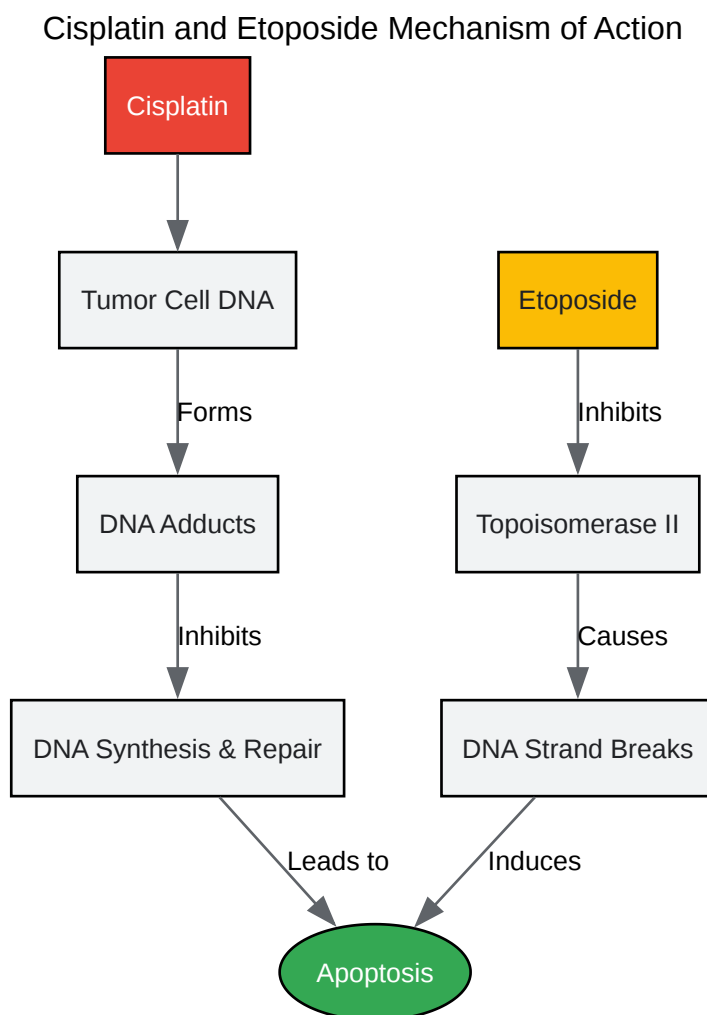 Cisplatin and Etoposide Mechanism of Action
Cisplatin
Tumor Cell DNA
Etoposide
Forms
Inhibits
DNA Adducts
Topoisomerase II
Inhibits
Causes
DNA Synthesis & Repair
DNA Strand Breaks
Leads to
Induces
Apoptosis